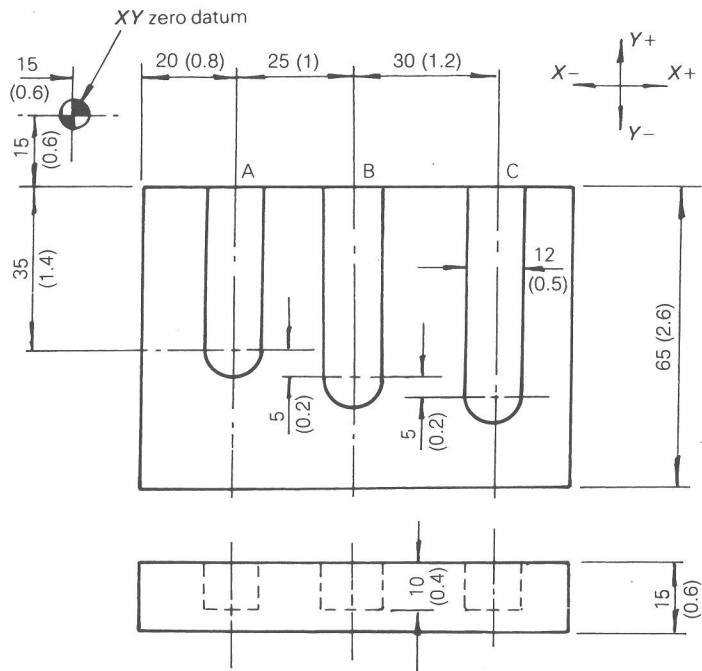 XY zero datum
20 (0.8)
25 (1)
30 (1.2)
15
(0.6)
Y+
X−
X+
Y−
15
(0.6)
A
B
C
35
(1.4)
12
(0.5)
65 (2.6)
5
(0.2)
5
(0.2)
10
(0.4)
15
(0.6)